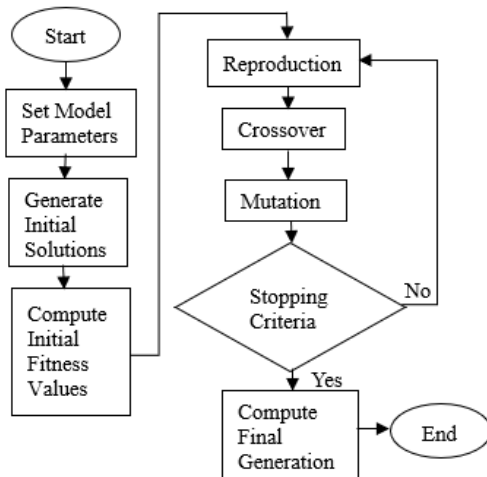 Start
Set Model
Parameters
Generate
Initial
Solutions
Compute
Initial
Fitness
Values
Reproduction
Crossover
Mutation
Stopping
Criteria
No
Yes
Compute
Final
Generation
End